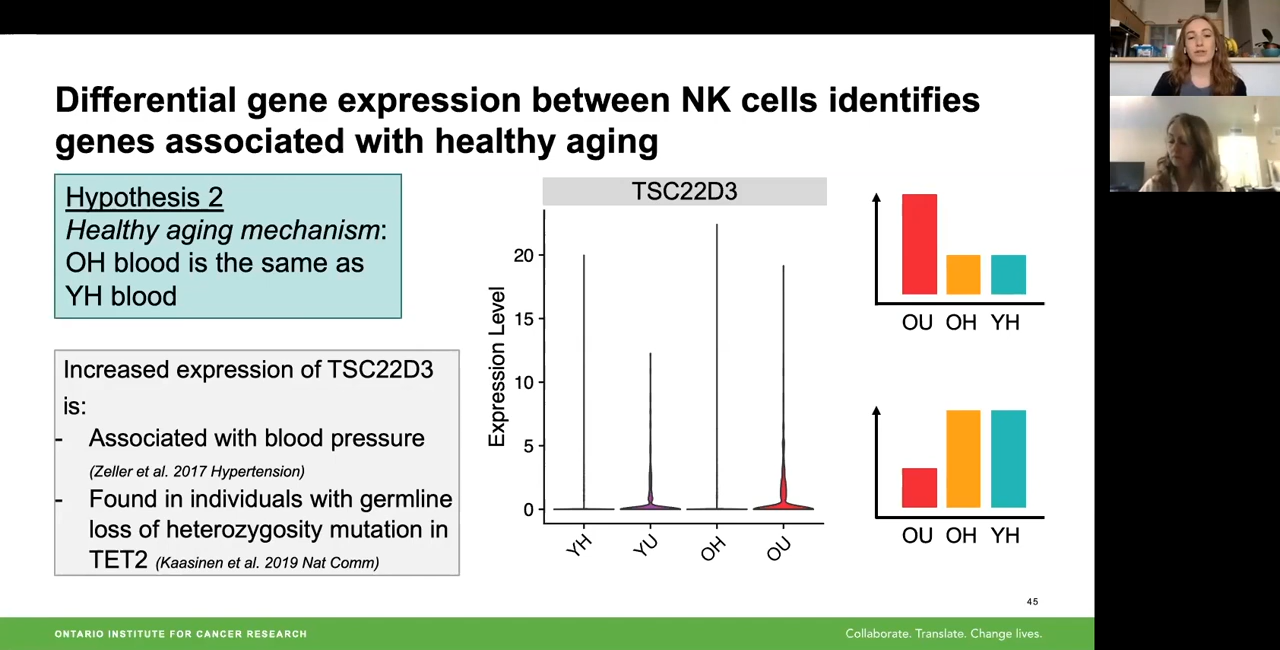 Differential gene expression between NK cells identifies
genes associated with healthy aging
Hypothesis 2
Healthy aging mechanism:
OH blood is the same as
YH blood
Increased expression of TSC22D3
is:
- Associated with blood pressure
(Zeller et al. 2017 Hypertension)
- Found in individuals with germline
loss of heterozygosity mutation in
TET2 (Kaasinen et al. 2019 Nat Comm)
TSC22D3
Expression Level
20
15
10
5
0
YH YU OH OU
OU OH YH
OU OH YH
45
ONTARIO INSTITUTE FOR CANCER RESEARCH
Collaborate. Translate. Change lives.